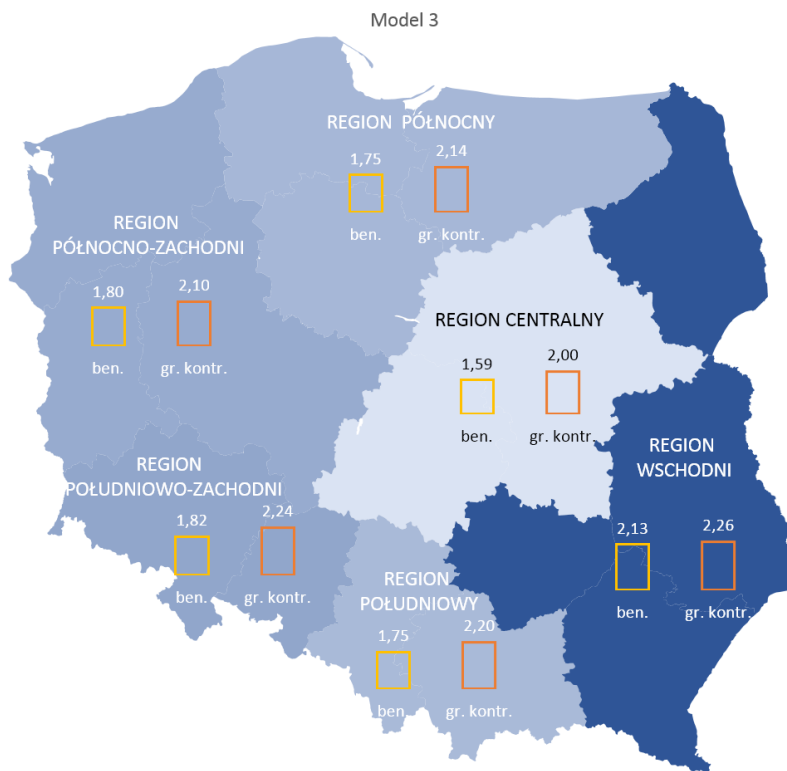 Model 3
REGION PÓŁNOCNY
1,75 2,14
ben. gr. kontr.
REGION
PÓŁNOCNO-ZACHODNI
1,80 2,10
ben. gr. kontr.
REGION CENTRALNY
1,59 2,00
ben. gr. kontr.
REGION
WSCHODNI
2,13 2,26
ben. gr. kontr.
REGION
POŁUDNIOWO-ZACHODNI
1,82 2,24
ben. gr. kontr.
REGION
POŁUDNIOWY
1,75 2,20
ben. gr. kontr.